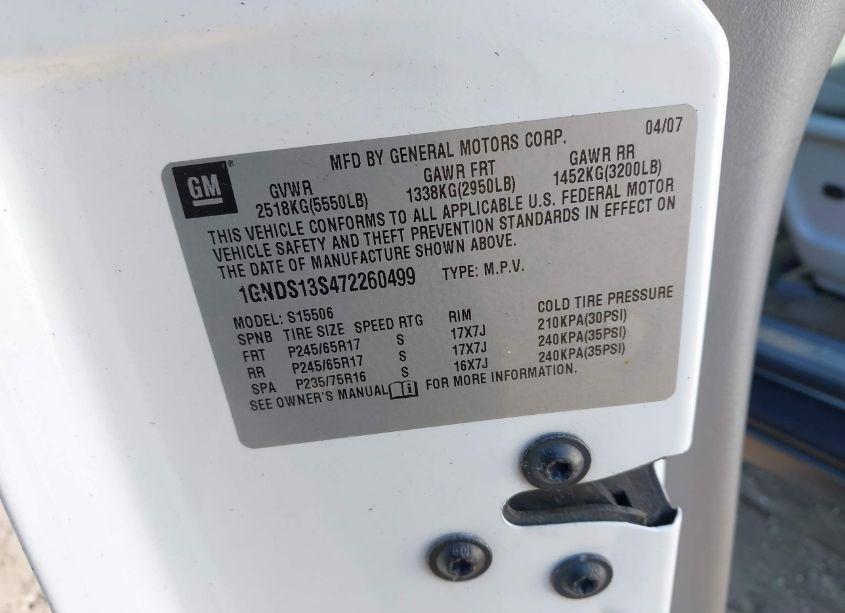 04/07
MFD BY GENERAL MOTORS CORP.
GM®
GVWR GAWR FRT GAWR RR
2518KG(5550LB) 1338KG(2950LB) 1452KG(3200LB)
THIS VEHICLE CONFORMS TO ALL APPLICABLE U.S. FEDERAL MOTOR
VEHICLE SAFETY AND THEFT PREVENTION STANDARDS IN EFFECT ON
THE DATE OF MANUFACTURE SHOWN ABOVE.
1GNDS13S472260499 TYPE: M.P.V.
MODEL: S15506
SPNB TIRE SIZE SPEED RTG RIM COLD TIRE PRESSURE
FRT P245/65R17 S 17X7J 210KPA(30PSI)
RR P245/65R17 S 17X7J 240KPA(35PSI)
SPA P235/75R16 S 16X7J 240KPA(35PSI)
SEE OWNER'S MANUAL i FOR MORE INFORMATION.